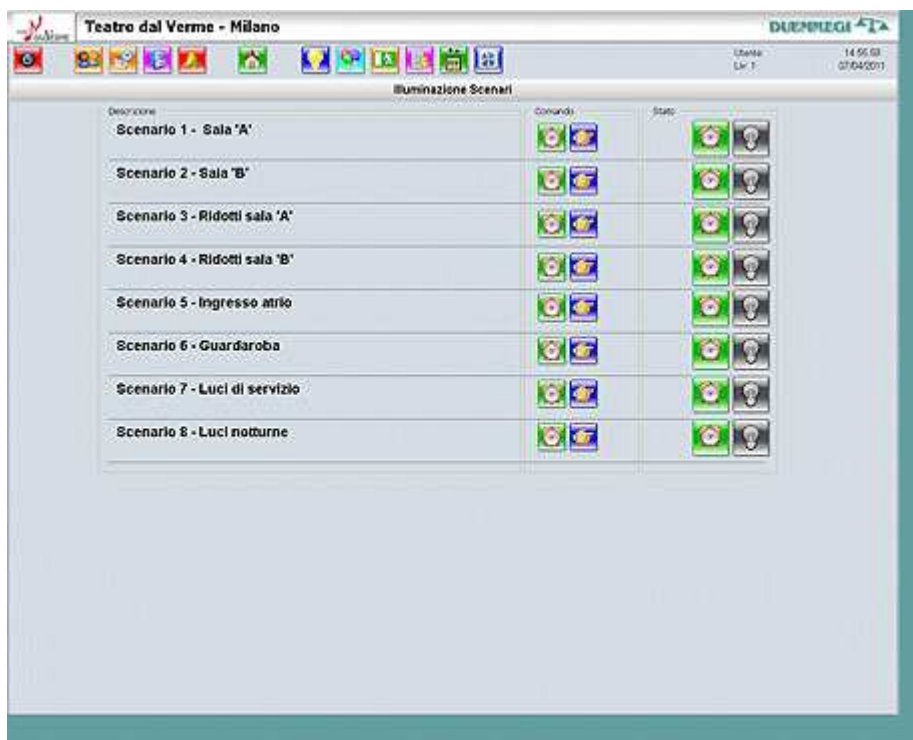 Teatro dal Verme - Milano
DUEMMEGI
Utente
14.56.53
Liv. 1
07/04/2011
Illuminazione Scenari
Descrizione
Comando
Stato
Scenario 1 - Sala 'A'
Scenario 2 - Sala 'B'
Scenario 3 - Ridotti sala 'A'
Scenario 4 - Ridotti sala 'B'
Scenario 5 - Ingresso atrio
Scenario 6 - Guardaroba
Scenario 7 - Luci di servizio
Scenario 8 - Luci notturne